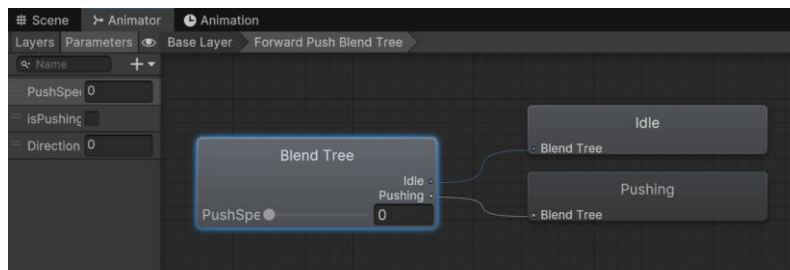 Scene Animator Animation
Layers Parameters Base Layer Forward Push Blend Tree
Name
PushSpee 0
isPushing
Direction 0
Blend Tree
Idle
Pushing
PushSpe 0
Idle
Blend Tree
Pushing
Blend Tree